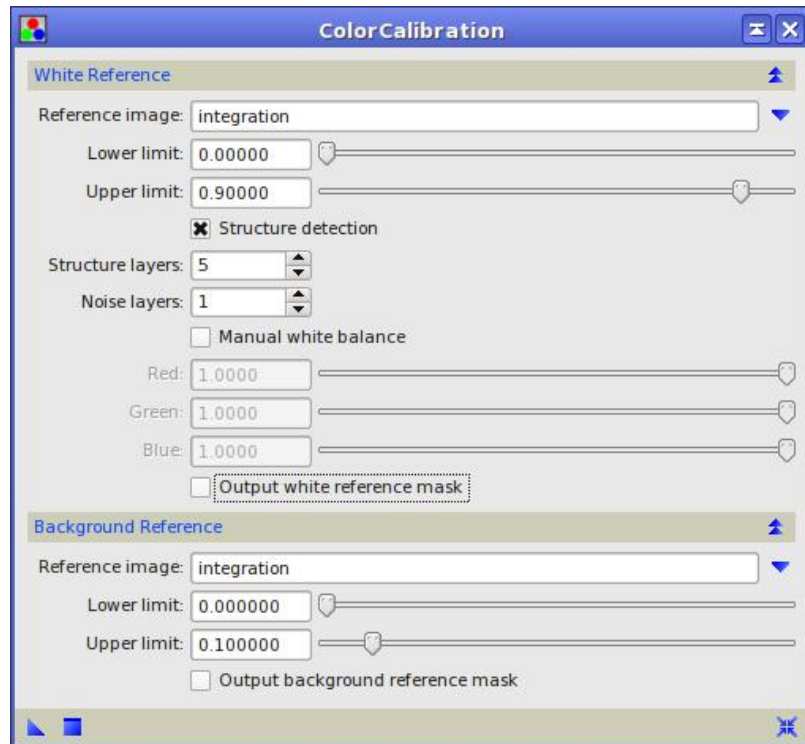 ColorCalibration
White Reference
Reference image: integration
Lower limit: 0.00000
Upper limit: 0.90000
Structure detection
Structure layers: 5
Noise layers: 1
Manual white balance
Red: 1.0000
Green: 1.0000
Blue: 1.0000
Output white reference mask
Background Reference
Reference image: integration
Lower limit: 0.000000
Upper limit: 0.100000
Output background reference mask